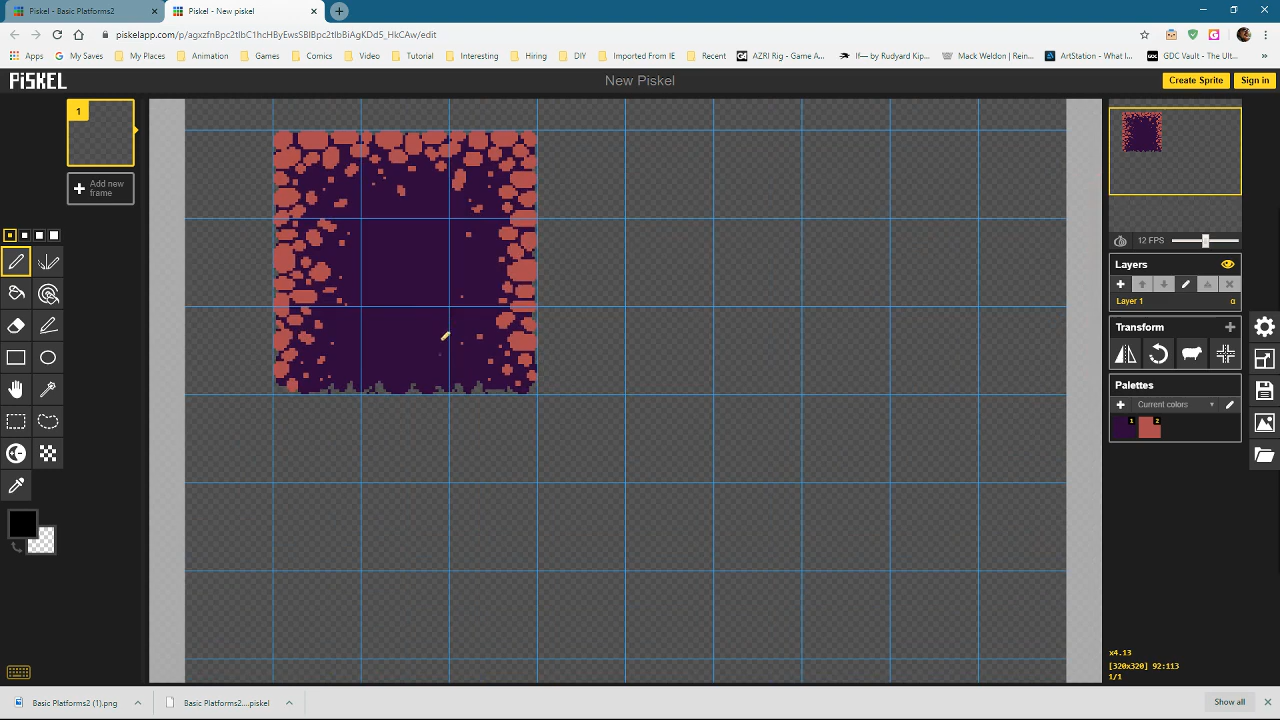 Piskel - Basic Platforms2
Piskel - New piskel
piskelapp.com/p/agxzfnBpc2tlbC1hcHByEwsSBlBpc2tlbBiAgKDd5_HkCAw/edit
Apps
My Saves
My Places
Animation
Games
Comics
Video
Tutorial
Interesting
Hiring
DIY
Imported From IE
Recent
AZRI Rig - Game A...
If— by Rudyard Kip...
Mack Weldon | Rein...
ArtStation - What I...
GDC Vault - The Ult...
PiSKEL
New Piskel
Create Sprite
Sign in
1
Add new
frame
12 FPS
Layers
Layer 1
α
Transform
Palettes
Current colors
1
2
x4.13
[320x320] 92:113
1/1
Basic Platforms2 (1).png
Basic Platforms2....piskel
Show all